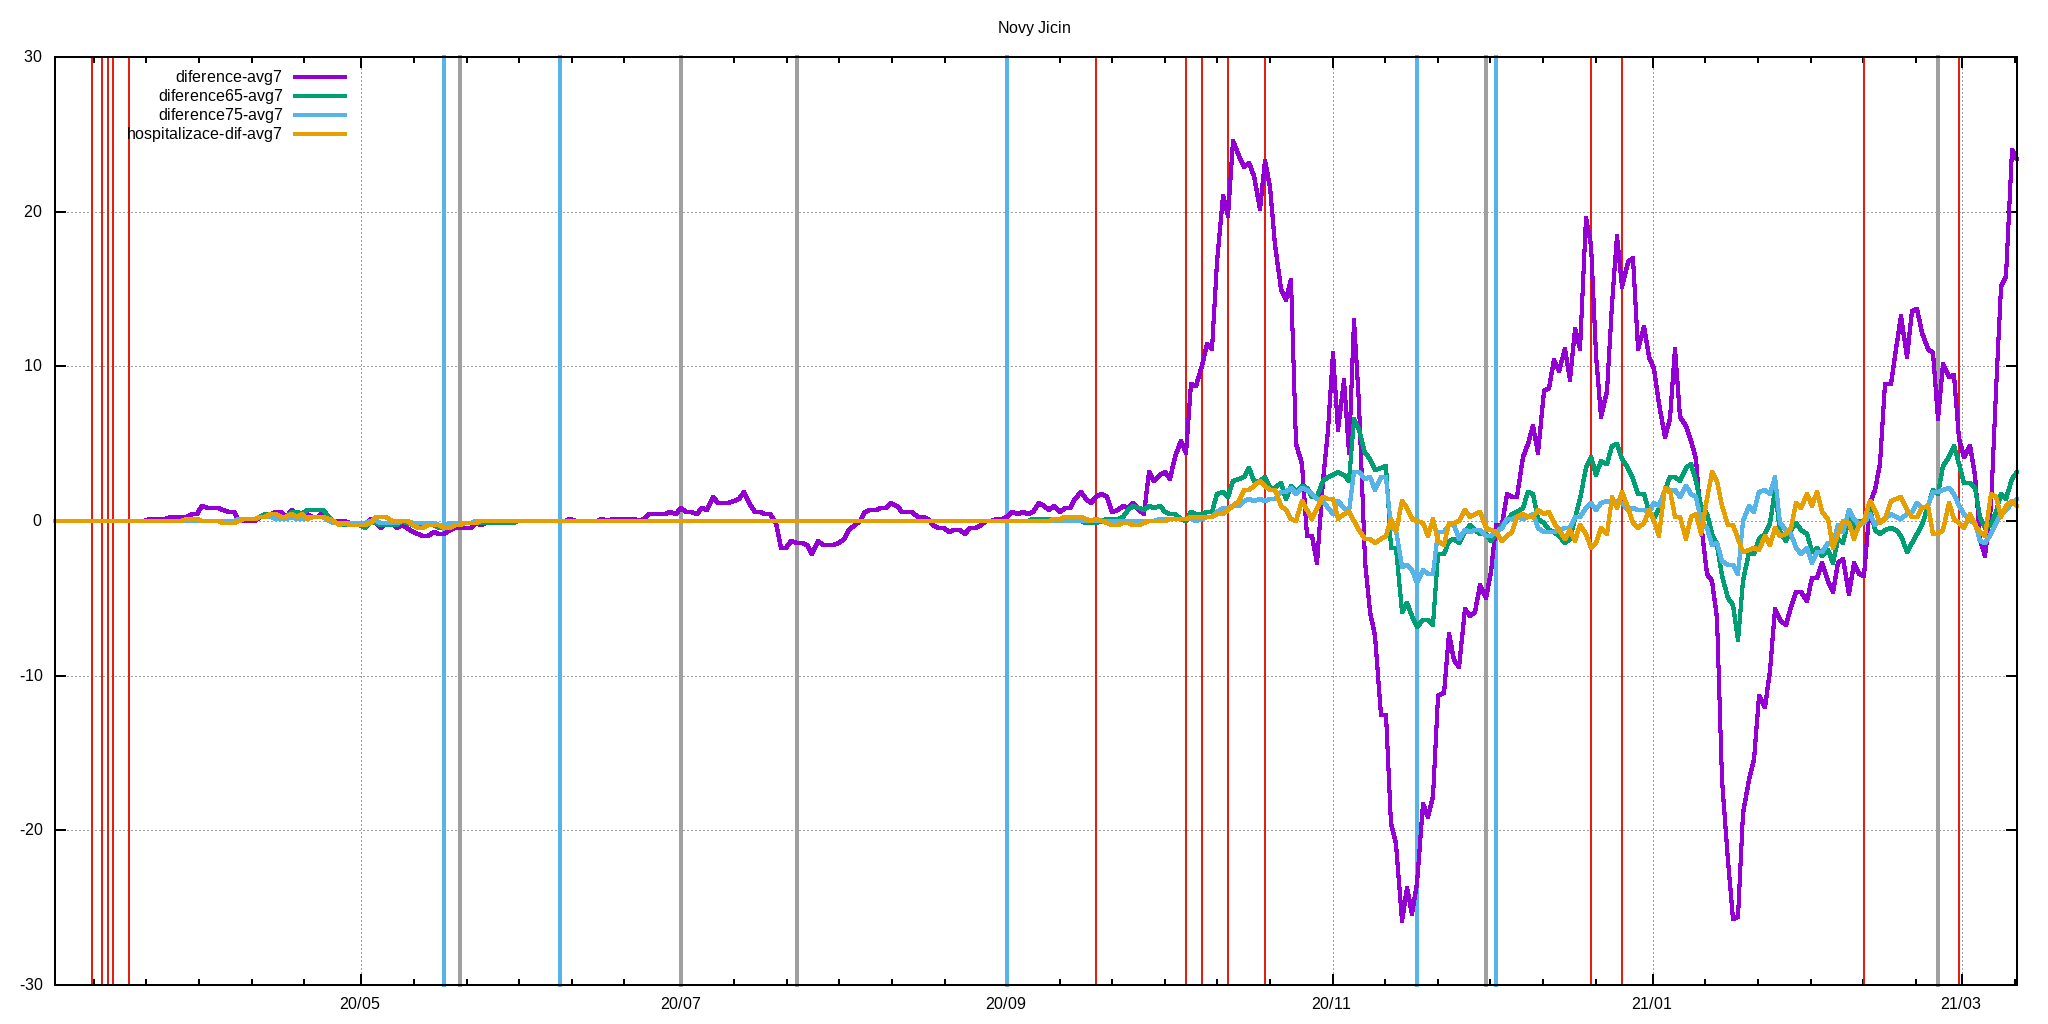 Novy Jicin
30
diference-avg7
diference65-avg7
diference75-avg7
hospitalizace-dif-avg7
20
10
0
-10
-20
-30
20/05 20/07 20/09 20/11 21/01 21/03